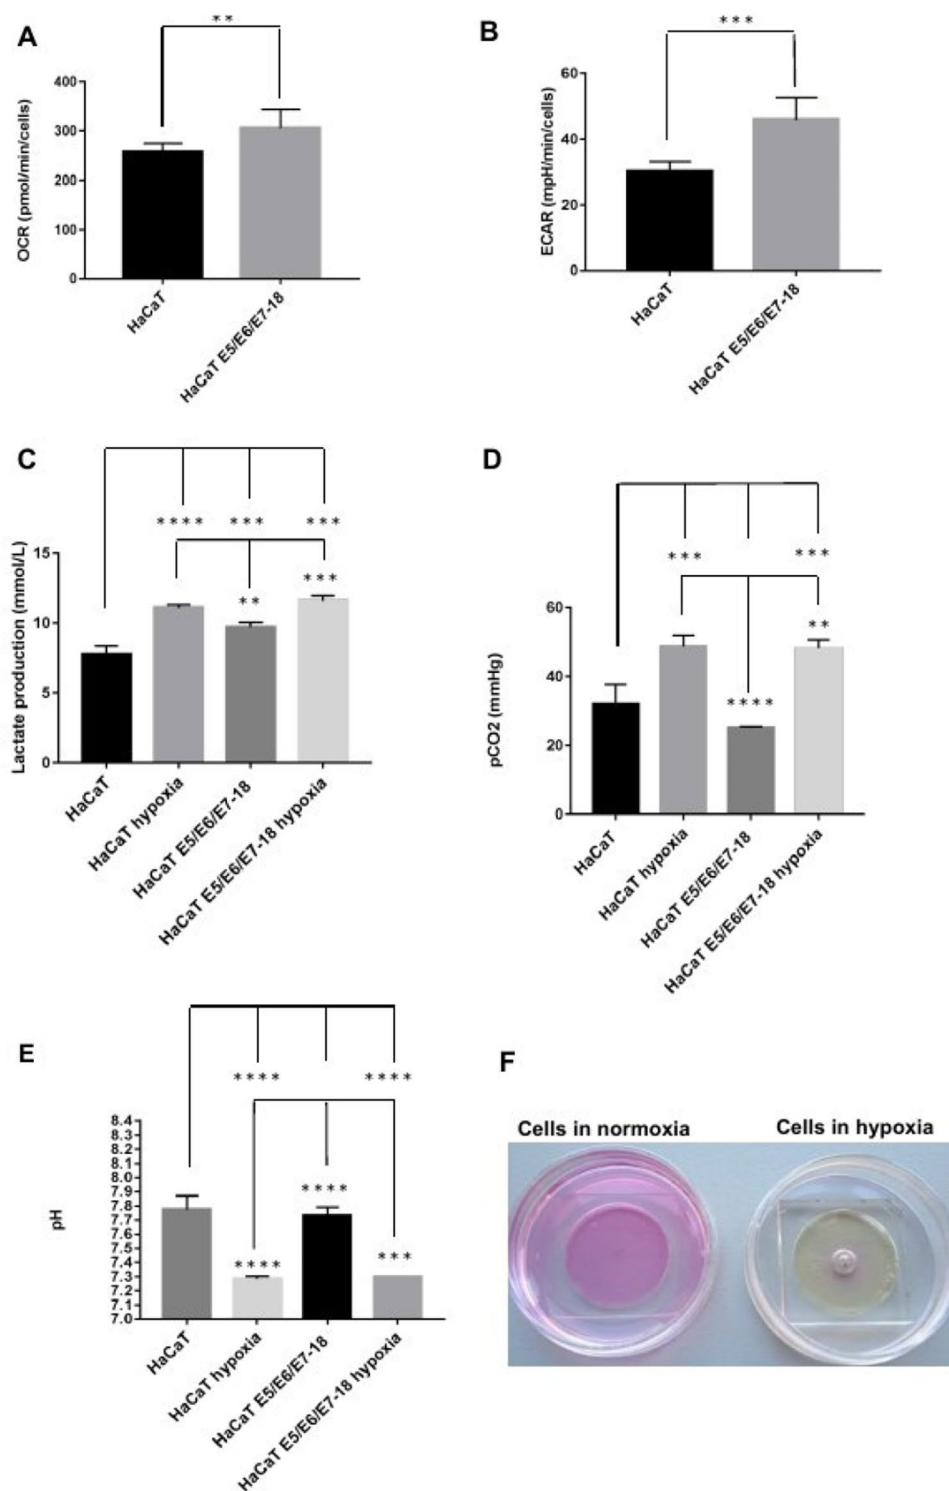 A
**
OCR (pmol/min/cells)
400
300
200
100
0
HaCaT
HaCaT E5/E6/E7-18
B
***
ECAR (mpH/min/cells)
60
40
20
0
HaCaT
HaCaT E5/E6/E7-18
C
**** *** ***
***
**
Lactate production (mmol/L)
15
10
5
0
HaCaT
HaCaT hypoxia
HaCaT E5/E6/E7-18
HaCaT E5/E6/E7-18 hypoxia
D
*** ***
**
****
pCO2 (mmHg)
60
40
20
0
HaCaT
HaCaT hypoxia
HaCaT E5/E6/E7-18
HaCaT E5/E6/E7-18 hypoxia
E
**** ****
****
***
****
pH
8.4
8.3
8.2
8.1
8.0
7.9
7.8
7.7
7.6
7.5
7.4
7.3
7.2
7.1
7.0
HaCaT
HaCaT hypoxia
HaCaT E5/E6/E7-18
HaCaT E5/E6/E7-18 hypoxia
F
Cells in normoxia
Cells in hypoxia